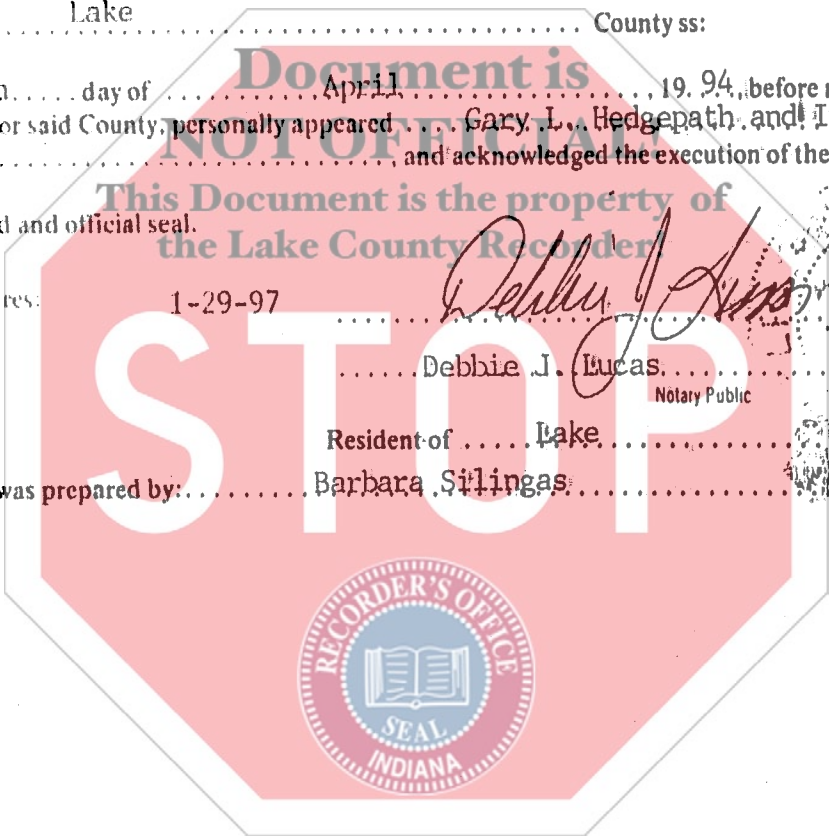 Lake County ss:
day of April, 19. 94, before
or said County, personally appeared Gary L. Hedgepath and
, and acknowledged the execution of the
and official seal.
1-29-97
Debbie J. Lucas
Debbie J. Lucas
Notary Public
Resident of Lake
was prepared by: Barbara Silingas
Document is
NOT OFFICIAL!
This Document is the property of
the Lake County Recorder!
STOP
RECORDER'S OFFICE
SEAL
INDIANA